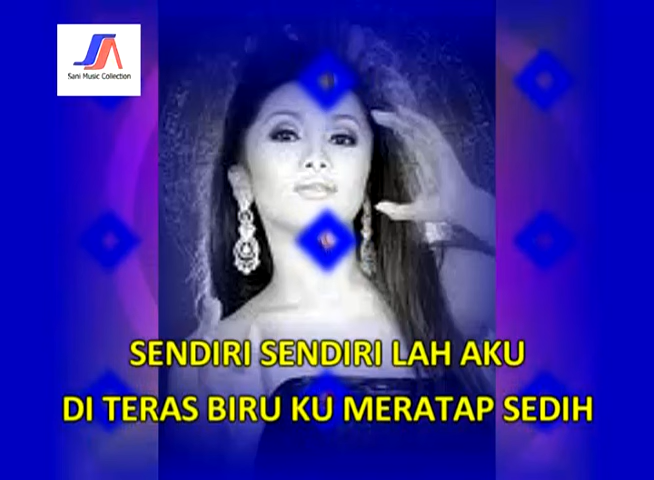 Sani Music Collection
SENDIRI SENDIRI LAH AKU
DI TERAS BIRU KU MERATAP SEDIH